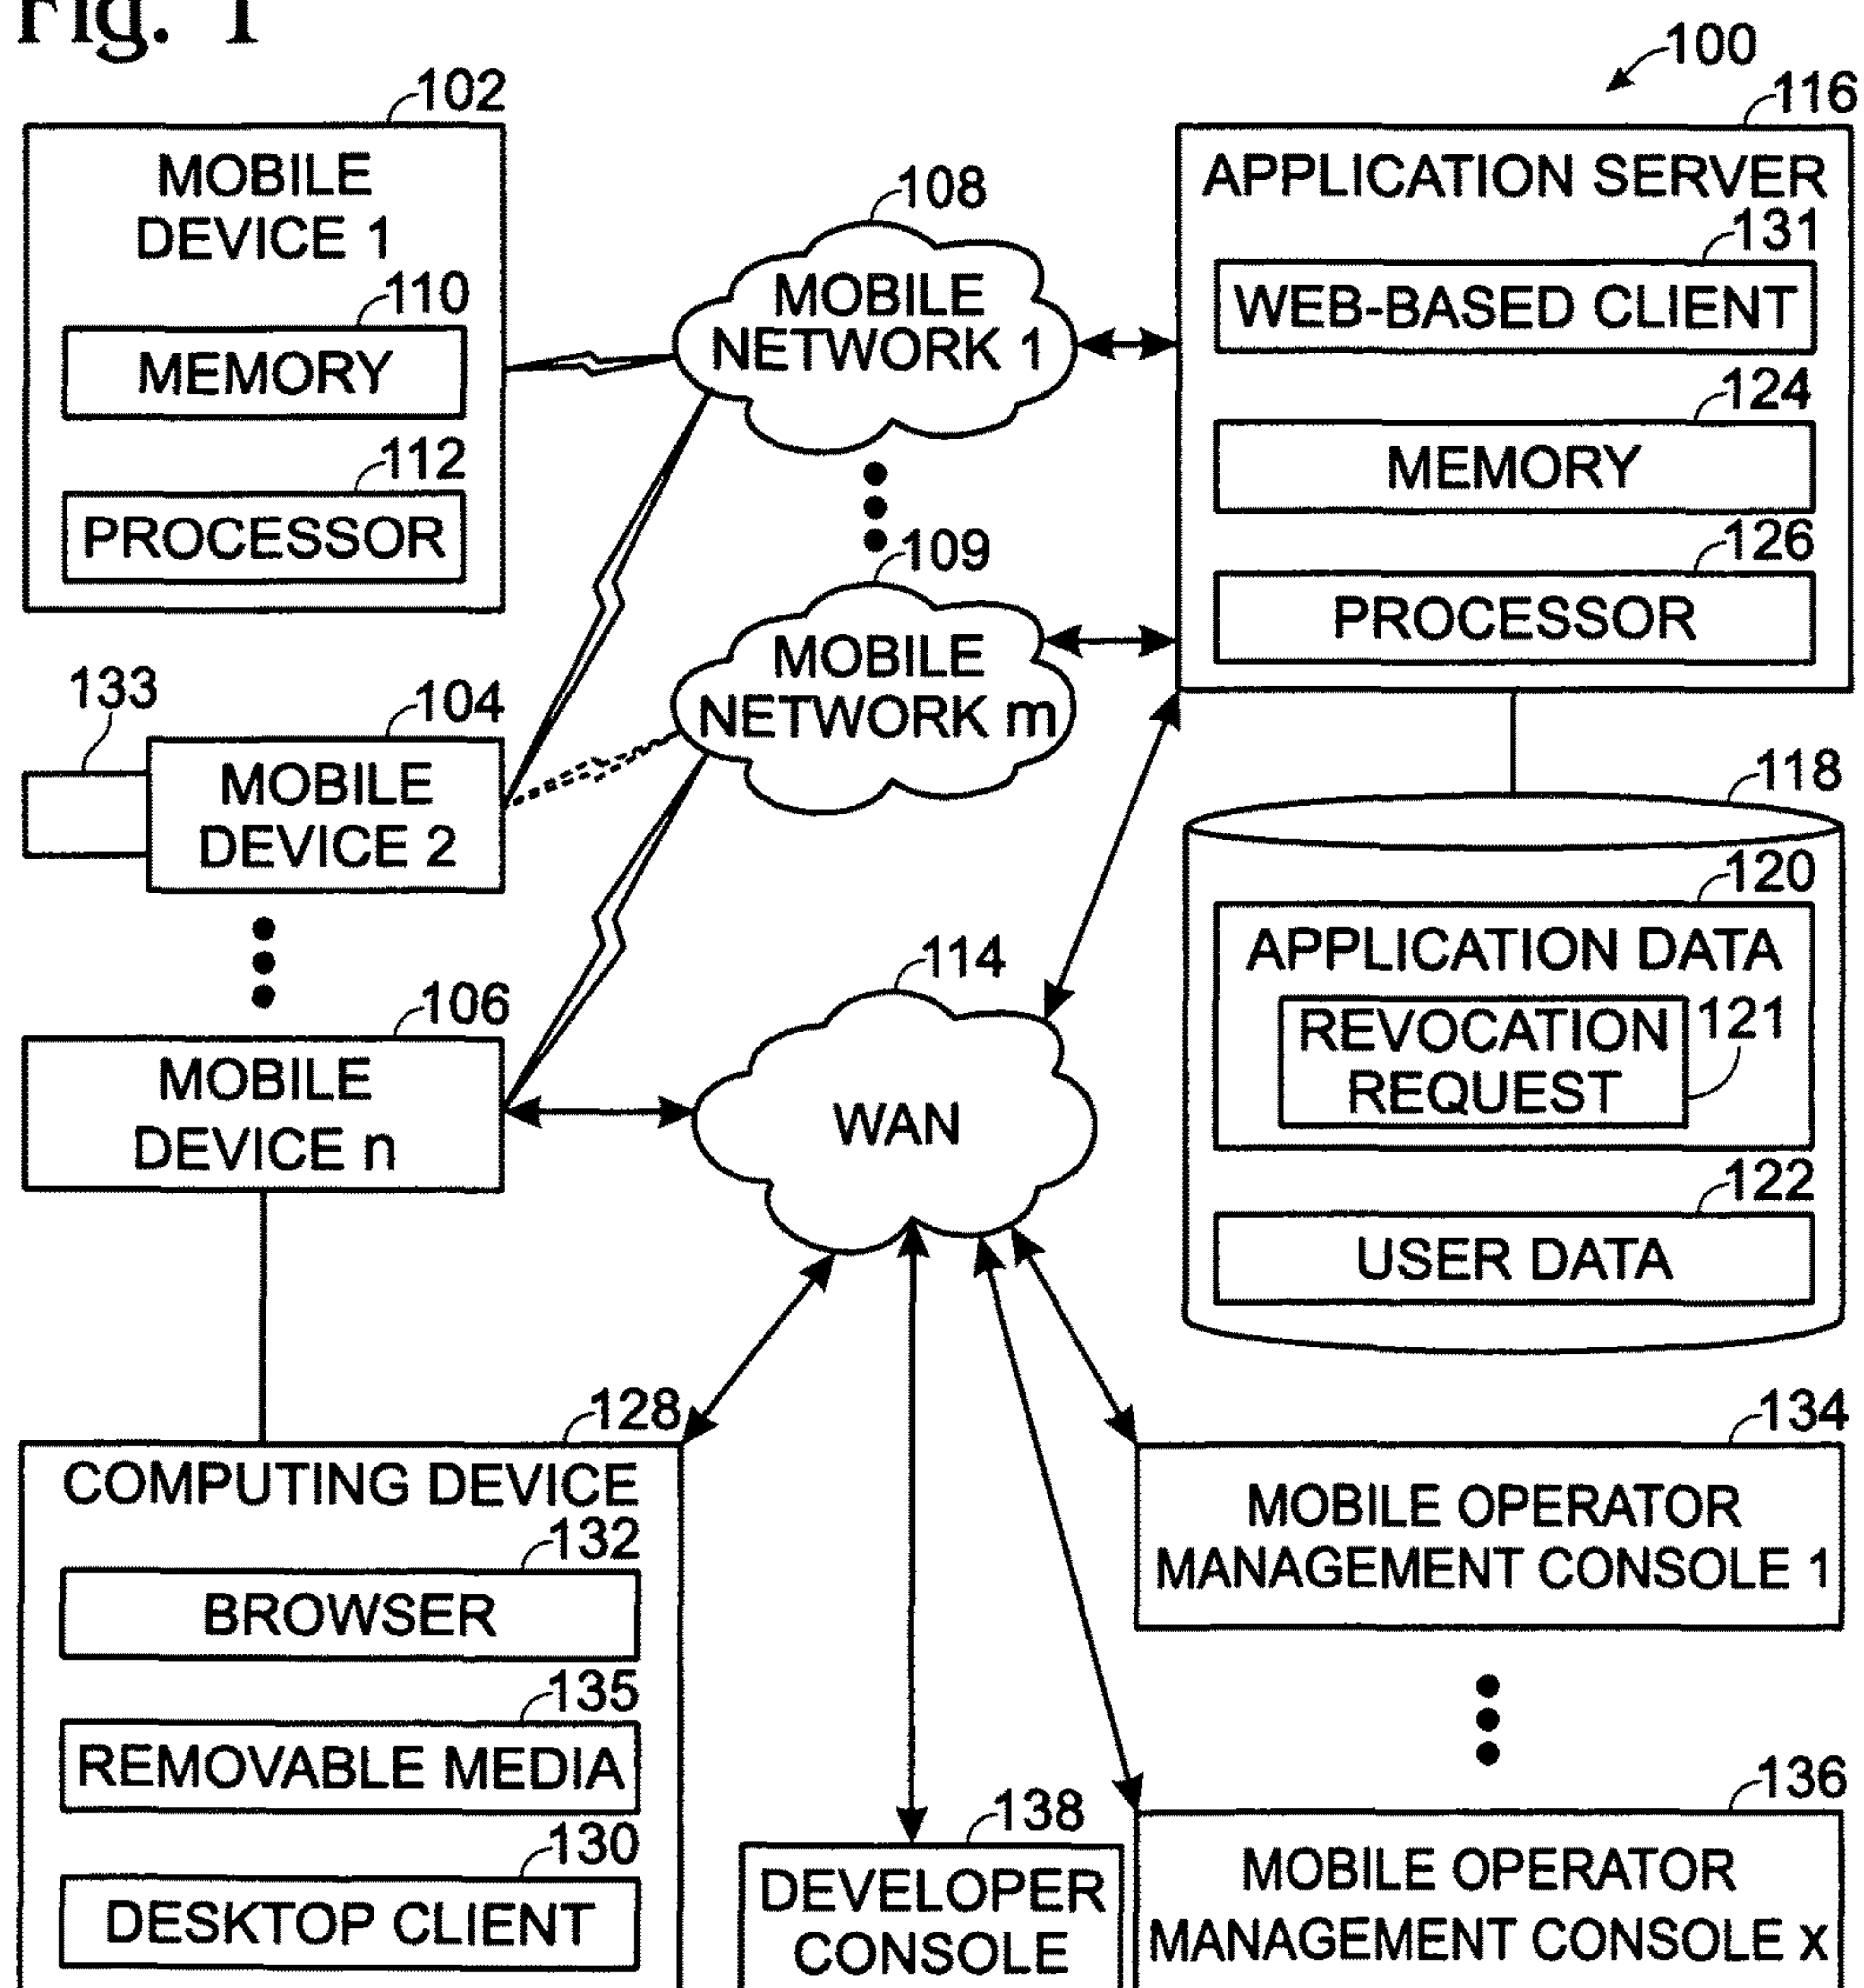 Fig. 1
100
102
MOBILE
DEVICE 1
110
MEMORY
112
PROCESSOR
108
MOBILE
NETWORK 1
109
MOBILE
NETWORK m
116
APPLICATION SERVER
131
WEB-BASED CLIENT
124
MEMORY
126
PROCESSOR
133
104
MOBILE
DEVICE 2
106
MOBILE
DEVICE n
114
WAN
118
120
APPLICATION DATA
REVOCATION
REQUEST
121
122
USER DATA
128
COMPUTING DEVICE
132
BROWSER
135
REMOVABLE MEDIA
130
DESKTOP CLIENT
138
DEVELOPER
CONSOLE
134
MOBILE OPERATOR
MANAGEMENT CONSOLE 1
136
MOBILE OPERATOR
MANAGEMENT CONSOLE x